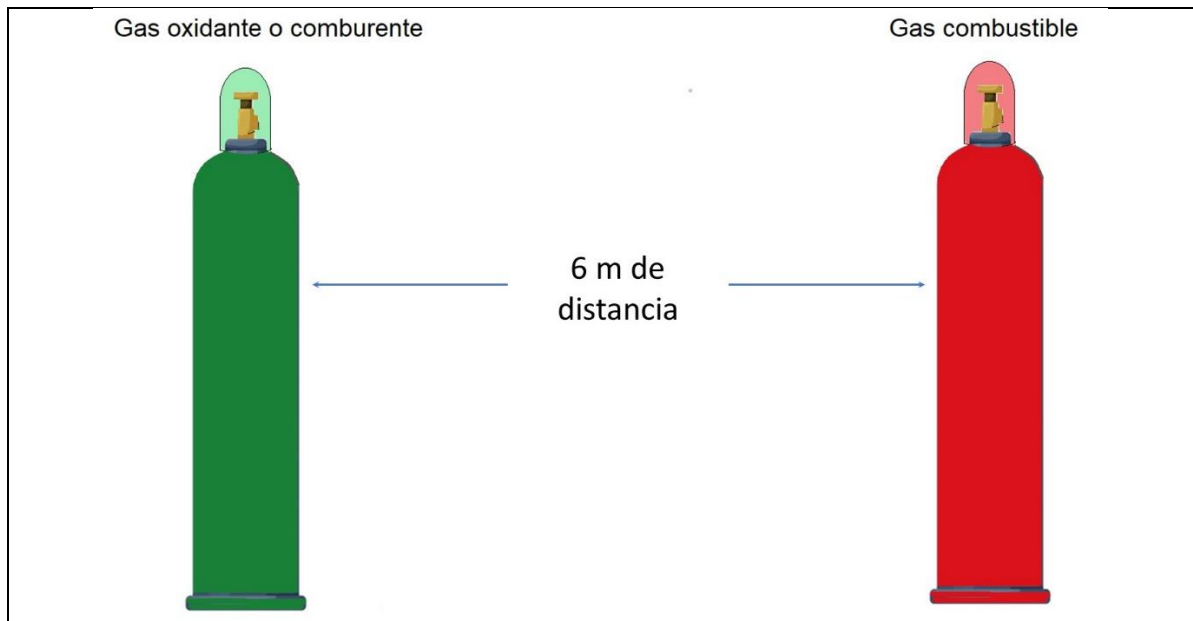 Gas oxidante o comburente
Gas combustible
6 m de
distancia